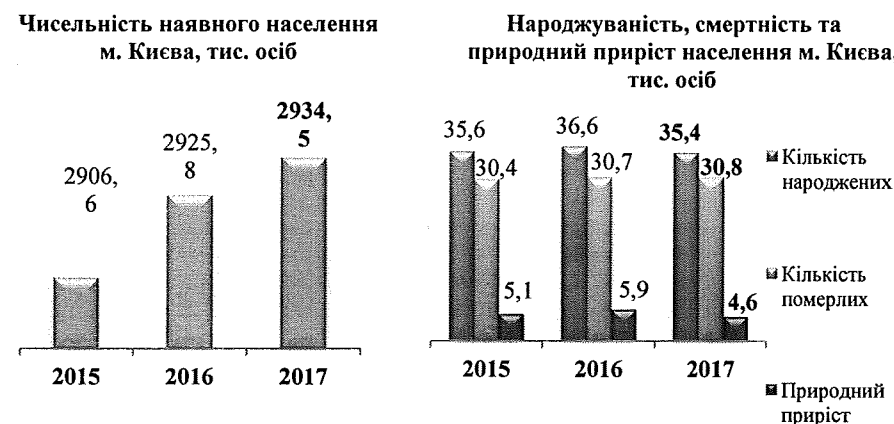 Чисельність наявного населення
м. Києва, тис. осіб
2906,
6
2925,
8
2934,
5
2015
2016
2017
Народжуваність, смертність та
природний приріст населення м. Києва,
тис. осіб
35,6
30,4
5,1
36,6
30,7
5,9
35,4
30,8
4,6
2015
2016
2017
Кількість
народжених
Кількість
померлих
Природний
приріст